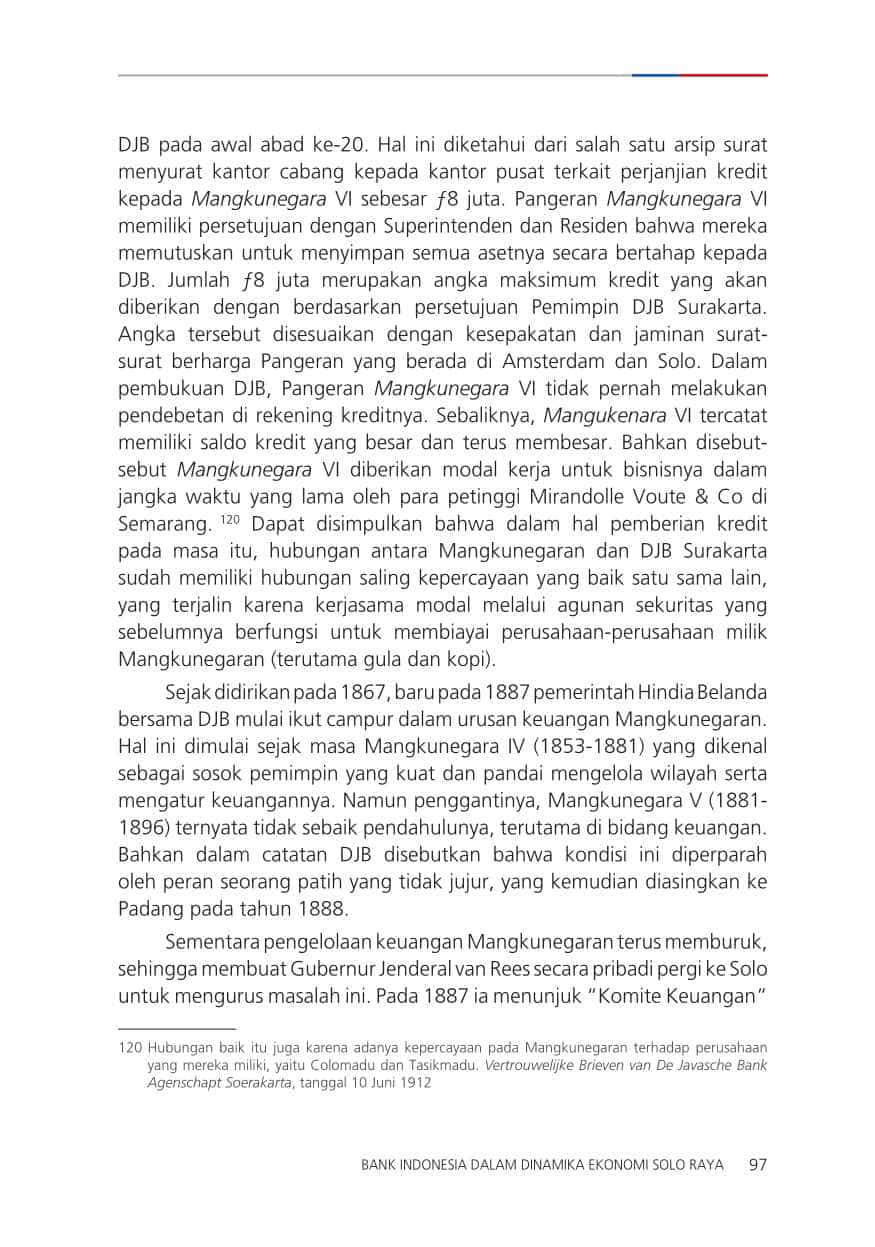 DJB pada awal abad ke-20. Hal ini diketahui dari salah satu arsip surat
menyurat kantor cabang kepada kantor pusat terkait perjanjian kredit
kepada Mangkunegara VI sebesar ƒ8 juta. Pangeran Mangkunegara VI
memiliki persetujuan dengan Superintenden dan Residen bahwa mereka
memutuskan untuk menyimpan semua asetnya secara bertahap kepada
DJB. Jumlah ƒ8 juta merupakan angka maksimum kredit yang akan
diberikan dengan berdasarkan persetujuan Pemimpin DJB Surakarta.
Angka tersebut disesuaikan dengan kesepakatan dan jaminan surat-
surat berharga Pangeran yang berada di Amsterdam dan Solo. Dalam
pembukuan DJB, Pangeran Mangkunegara VI tidak pernah melakukan
pendebetan di rekening kreditnya. Sebaliknya, Mangukenara VI tercatat
memiliki saldo kredit yang besar dan terus membesar. Bahkan disebut-
sebut Mangkunegara VI diberikan modal kerja untuk bisnisnya dalam
jangka waktu yang lama oleh para petinggi Mirandolle Voute & Co di
Semarang. 120 Dapat disimpulkan bahwa dalam hal pemberian kredit
pada masa itu, hubungan antara Mangkunegaran dan DJB Surakarta
sudah memiliki hubungan saling kepercayaan yang baik satu sama lain,
yang terjalin karena kerjasama modal melalui agunan sekuritas yang
sebelumnya berfungsi untuk membiayai perusahaan-perusahaan milik
Mangkunegaran (terutama gula dan kopi).
Sejak didirikan pada 1867, baru pada 1887 pemerintah Hindia Belanda
bersama DJB mulai ikut campur dalam urusan keuangan Mangkunegaran.
Hal ini dimulai sejak masa Mangkunegara IV (1853-1881) yang dikenal
sebagai sosok pemimpin yang kuat dan pandai mengelola wilayah serta
mengatur keuangannya. Namun penggantinya, Mangkunegara V (1881-
1896) ternyata tidak sebaik pendahulunya, terutama di bidang keuangan.
Bahkan dalam catatan DJB disebutkan bahwa kondisi ini diperparah
oleh peran seorang patih yang tidak jujur, yang kemudian diasingkan ke
Padang pada tahun 1888.
Sementara pengelolaan keuangan Mangkunegaran terus memburuk,
sehingga membuat Gubernur Jenderal van Rees secara pribadi pergi ke Solo
untuk mengurus masalah ini. Pada 1887 ia menunjuk “Komite Keuangan”
120 Hubungan baik itu juga karena adanya kepercayaan pada Mangkunegaran terhadap perusahaan
yang mereka miliki, yaitu Colomadu dan Tasikmadu. Vertrouwelijke Brieven van De Javasche Bank
Agenschapt Soerakarta, tanggal 10 Juni 1912
BANK INDONESIA DALAM DINAMIKA EKONOMI SOLO RAYA 97